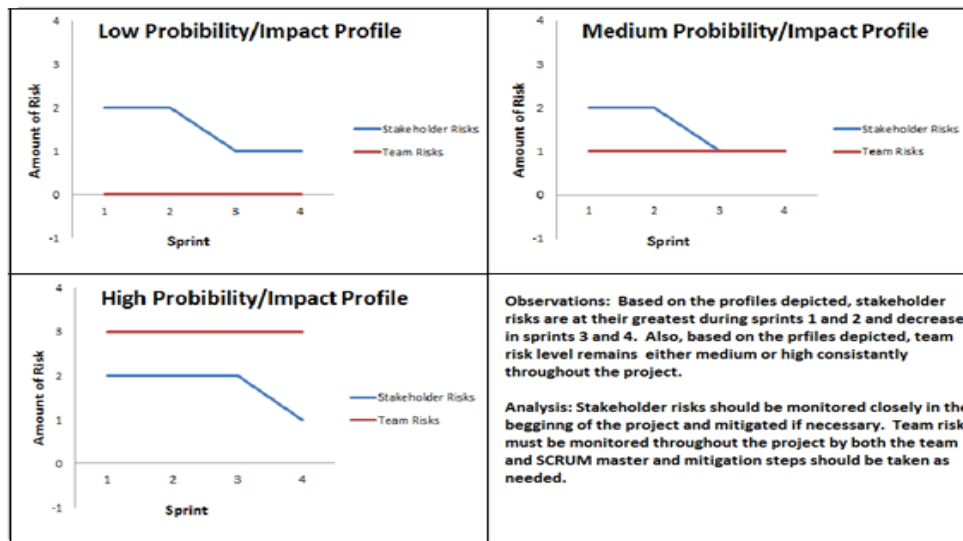 Low Probibility/Impact Profile
4
3
2
1
0
-1
Amount of Risk
1 2 3 4
Sprint
Stakeholder Risks
Team Risks
Medium Probibility/Impact Profile
4
3
2
1
0
-1
Amount of Risk
1 2 3 4
Sprint
Stakeholder Risks
Team Risks
High Probibility/Impact Profile
4
3
2
1
0
-1
Amount of Risk
1 2 3 4
Sprint
Stakeholder Risks
Team Risks
Observations: Based on the profiles depicted, stakeholder
risks are at their greatest during sprints 1 and 2 and decrease
in sprints 3 and 4. Also, based on the prfiles depicted, team
risk level remains either medium or high consistantly
throughout the project.
Analysis: Stakeholder risks should be monitored closely in the
begginng of the project and mitigated if necessary. Team risk
must be monitored throughout the project by both the team
and SCRUM master and mitigation steps should be taken as
needed.